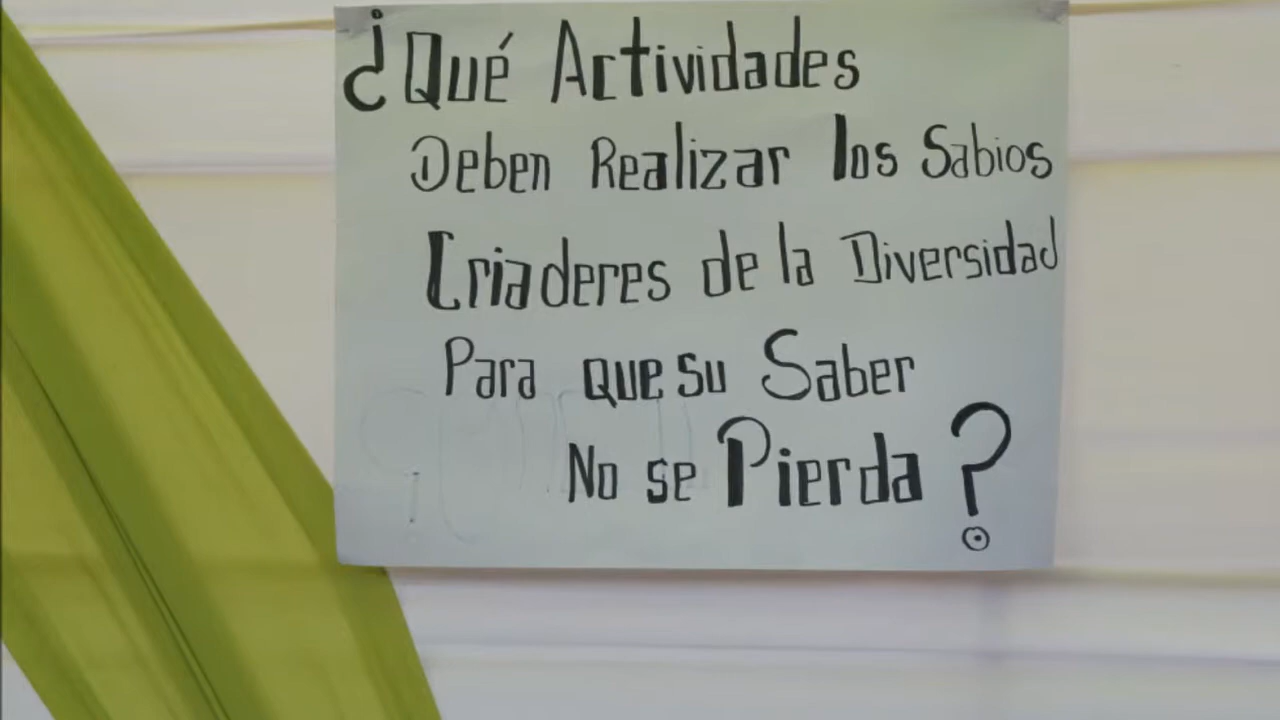 ¿Qué Actividades
Deben Realizar los Sabios
Criaderes de la Diversidad
Para que su Saber
No se Pierda?